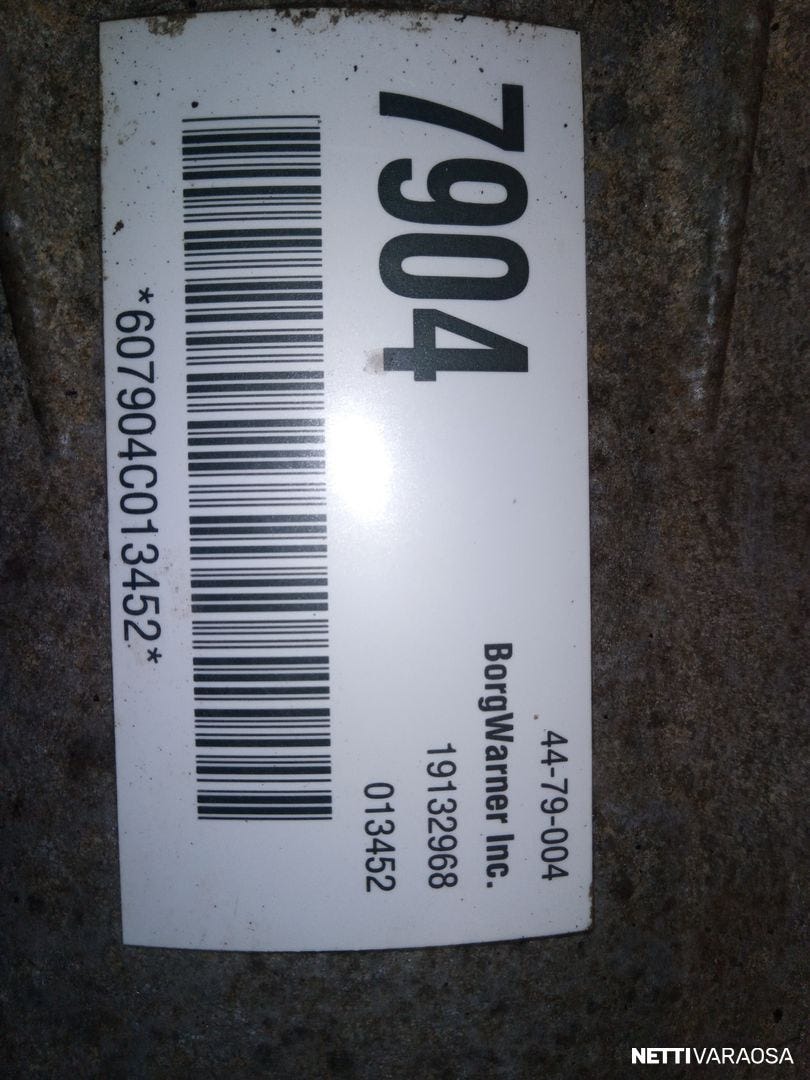 44-79-004
7904
BorgWarner Inc.
19132968
013452
*607904C013452*
NETTIVARAOSA